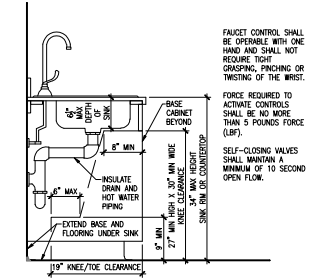 FAUCET CONTROL SHALL
BE OPERABLE WITH ONE
HAND AND SHALL NOT
REQUIRE TIGHT
GRASPING, PINCHING OR
TWISTING OF THE WRIST.
FORCE REQUIRED TO
ACTIVATE CONTROLS
SHALL BE NO MORE
THAN 5 POUNDS FORCE
(LBF).
SELF-CLOSING VALVES
SHALL MAINTAIN A
MINIMUM OF 10 SECOND
OPEN FLOW.
6½" MAX
DEPTH
OF
SINK
BASE
CABINET
BEYOND
8" MIN
INSULATE
DRAIN AND
HOT WATER
PIPING
6" MAX
EXTEND BASE AND
FLOORING UNDER SINK
19" KNEE/TOE CLEARANCE
9" MIN
27" MIN HIGH X 30" MIN WIDE
KNEE CLEARANCE
34" MAX HEIGHT
SINK RIM OR COUNTERTOP